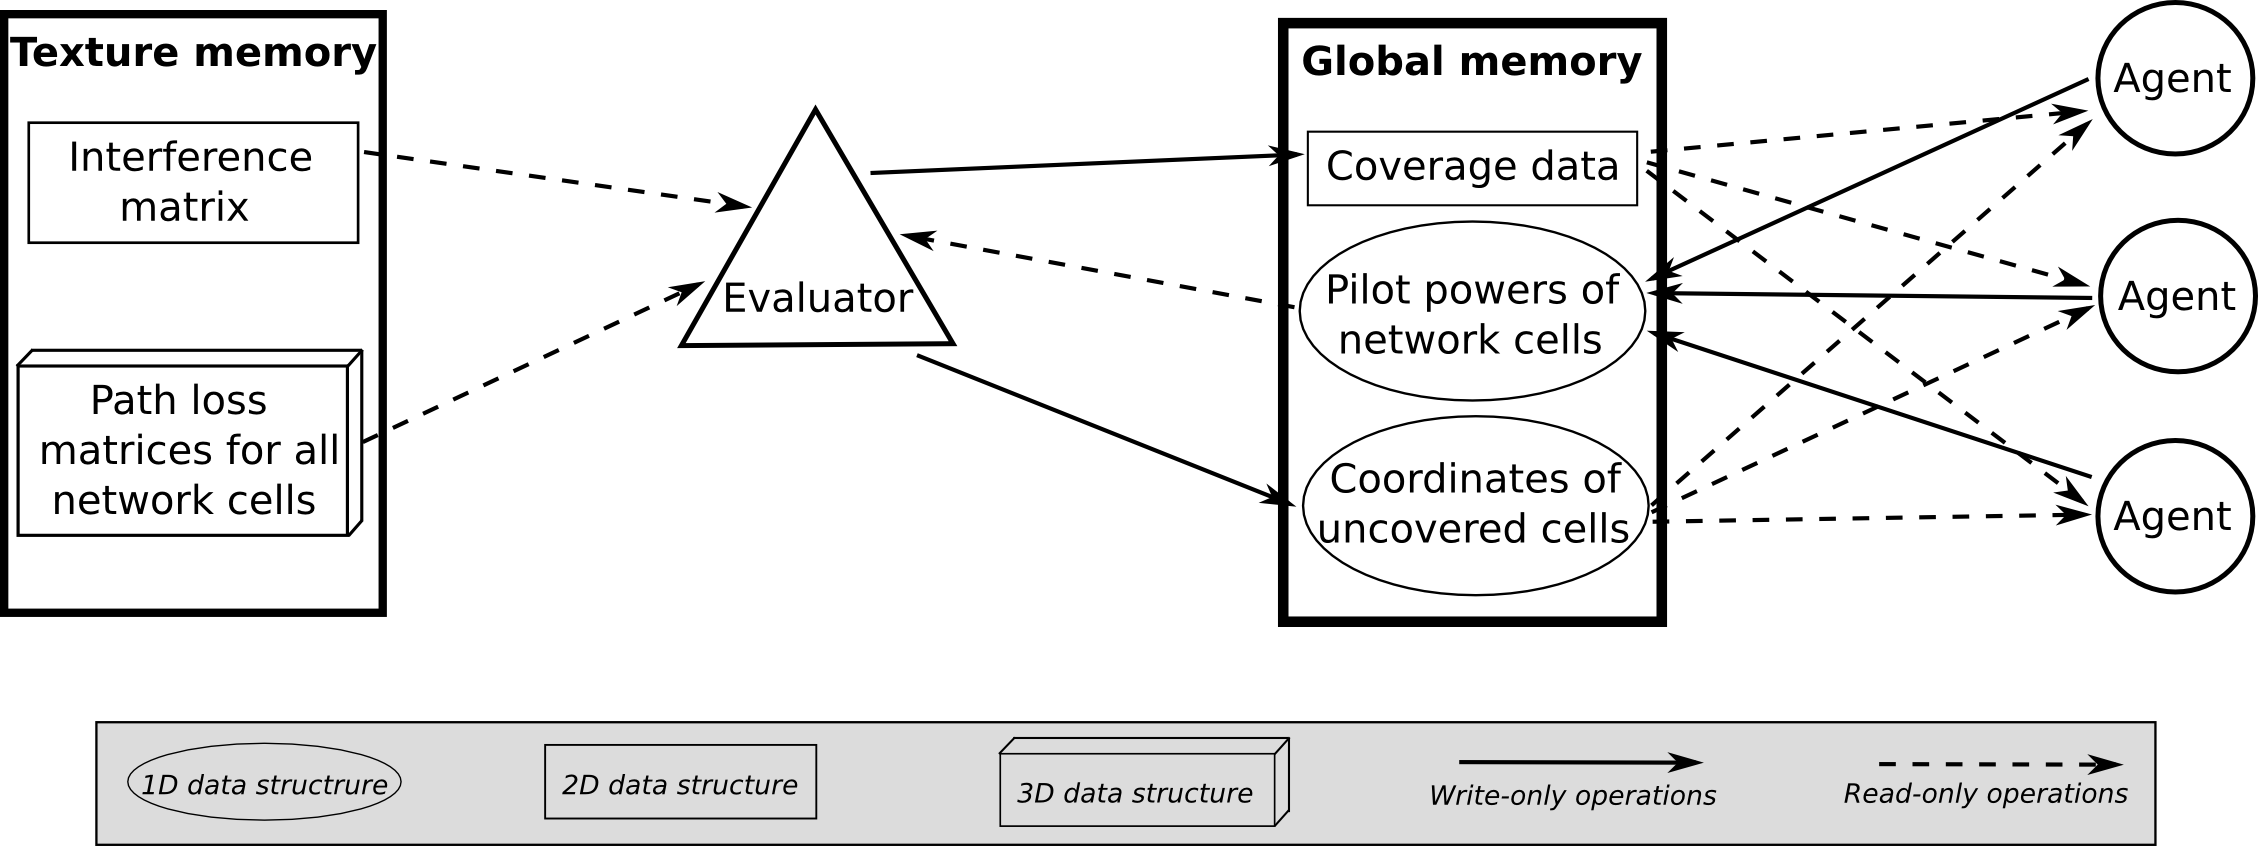 Texture memory
Interference
matrix
Path loss
matrices for all
network cells
Evaluator
Global memory
Coverage data
Pilot powers of
network cells
Coordinates of
uncovered cells
Agent
Agent
Agent
1D data structrure
2D data structure
3D data structure
Write-only operations
Read-only operations